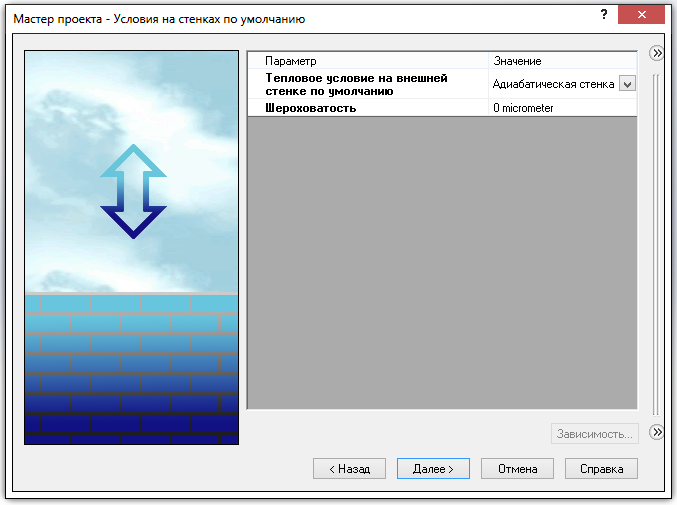 Мастер проекта - Условия на стенках по умолчанию
?
Параметр Значение
Тепловое условие на внешней
стенке по умолчанию Адиабатическая стенка
Шероховатость 0 micrometer
Зависимость...
< Назад Далее > Отмена Справка